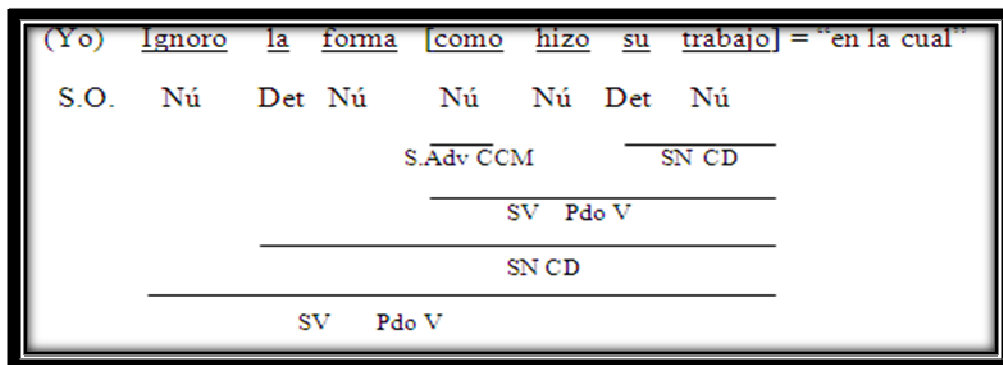 (Yo) Ignoro la forma [como hizo su trabajo] = "en la cual"
S.O. Nú Det Nú Nú Nú Det Nú
S.Adv CCM SN CD
SV Pdo V
SN CD
SV Pdo V